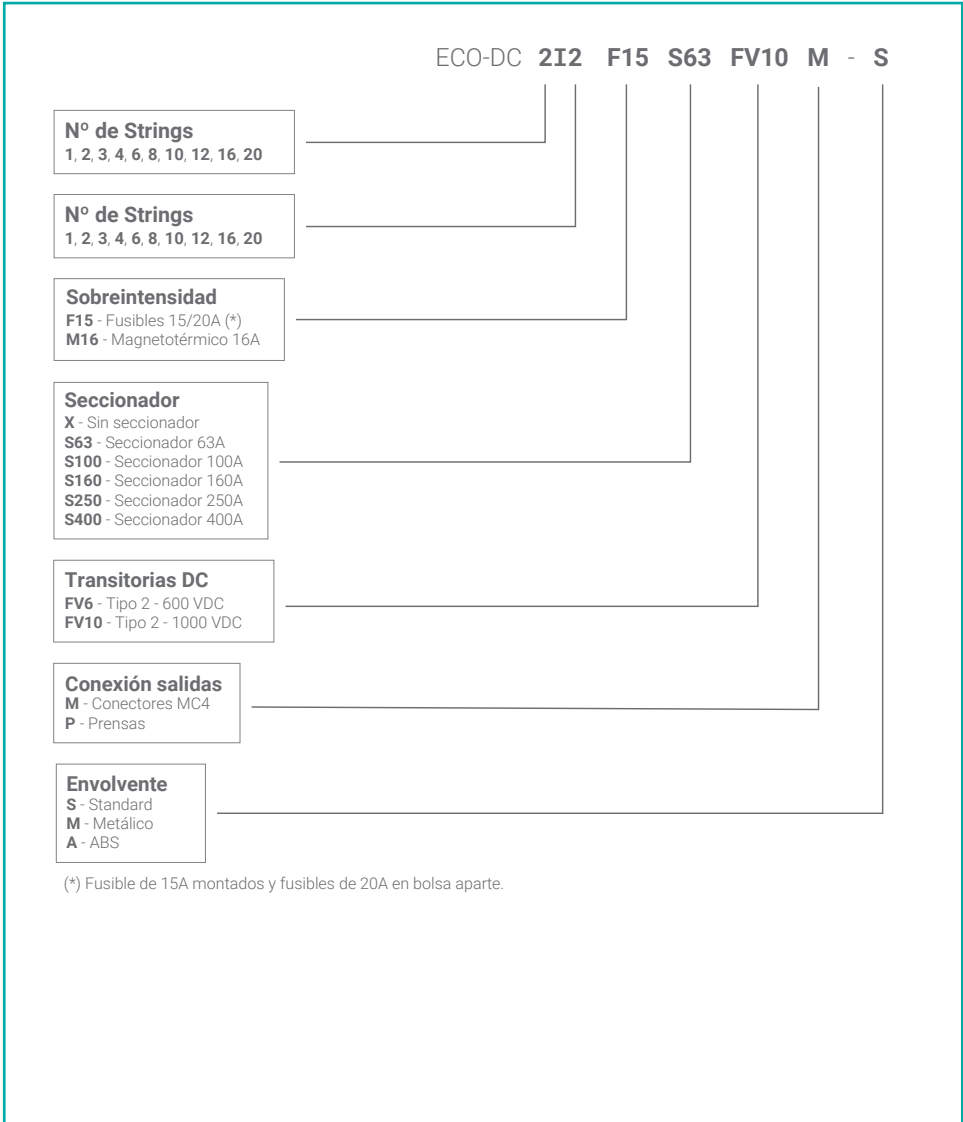 ECO-DC 2I2 F15 S63 FV10 M - S
Nº de Strings
1, 2, 3, 4, 6, 8, 10, 12, 16, 20
Nº de Strings
1, 2, 3, 4, 6, 8, 10, 12, 16, 20
Sobreintensidad
F15 - Fusibles 15/20A (*)
M16 - Magnetotérmico 16A
Seccionador
X - Sin seccionador
S63 - Seccionador 63A
S100 - Seccionador 100A
S160 - Seccionador 160A
S250 - Seccionador 250A
S400 - Seccionador 400A
Transitorias DC
FV6 - Tipo 2 - 600 VDC
FV10 - Tipo 2 - 1000 VDC
Conexión salidas
M - Conectores MC4
P - Prensas
Envolvente
S - Standard
M - Metálico
A - ABS
(*) Fusible de 15A montados y fusibles de 20A en bolsa aparte.